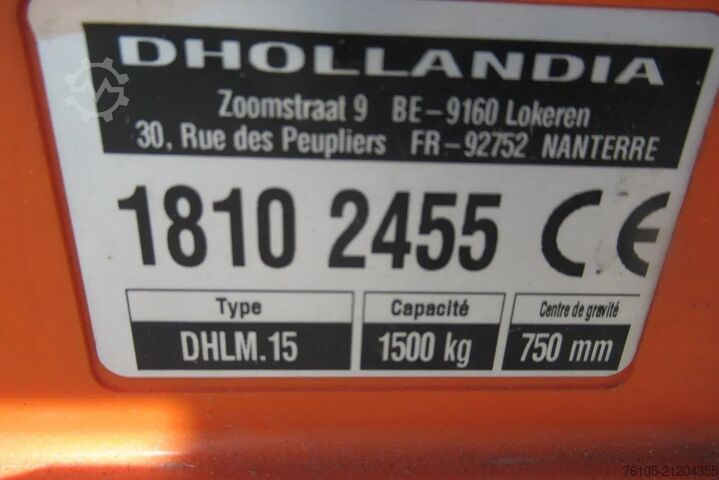 DHOLLANDIA
Zoomstraat 9 BE-9160 Lokeren
30, Rue des Peupliers FR-92752 NANTERRE
1810 2455 CE
Type Capacité Centre de gravité
DHLM.15 1500 kg 750 mm
76105-21204355